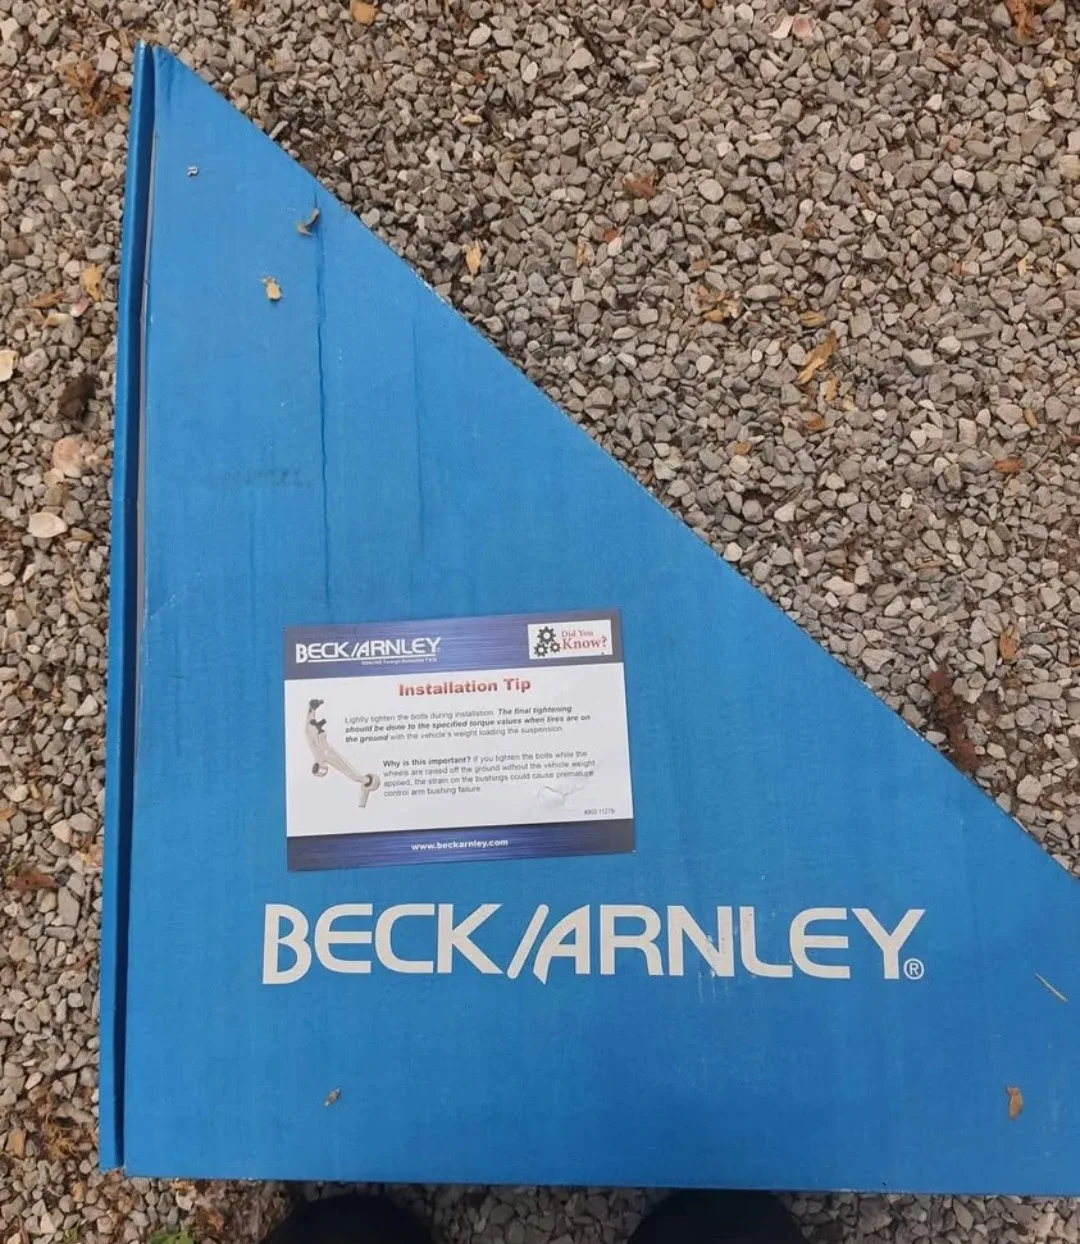 R
BECK/ARNLEY
Did You
Know?
Installation Tip
Lightly tighten the bolts during installation. The final tightening
should be done to the specified torque values when tires are on
the ground with the vehicle's weight loading the suspension.
Why is this important? If you tighten the bolts while the
wheels are raised off the ground without the vehicle weight
applied, the strain on the bushings could cause premature
control arm bushing failure.
www.beckarnley.com
BECK/ARNLEY®